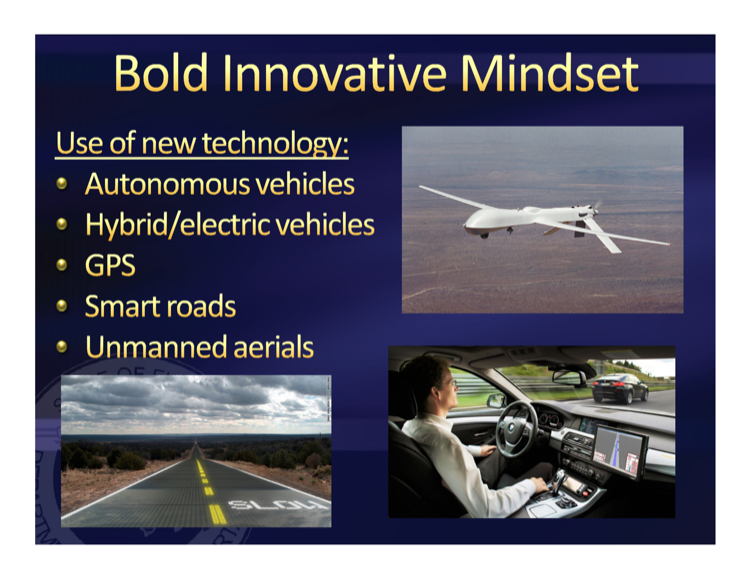 Bold Innovative Mindset
Use of new technology:
Autonomous vehicles
Hybrid/electric vehicles
GPS
Smart roads
Unmanned aerials
SLOW